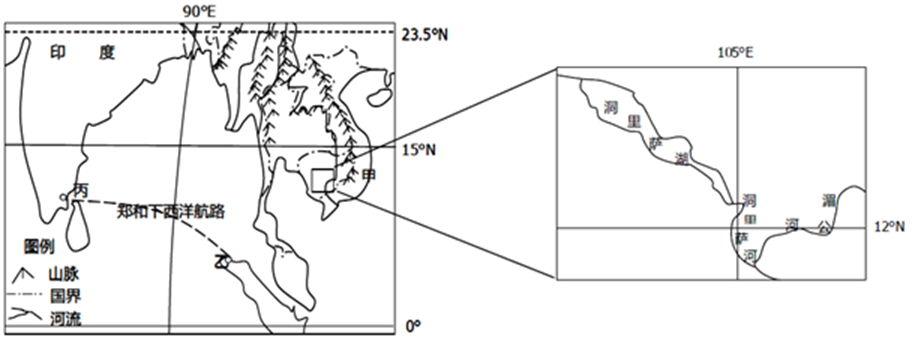 90°E
23.5°N
印 度
15°N
甲
丙
郑和下西洋航路
乙
图例
山脉
国界
河流
0°
105°E
洞里萨湖
洞里萨河
湄公河
12°N